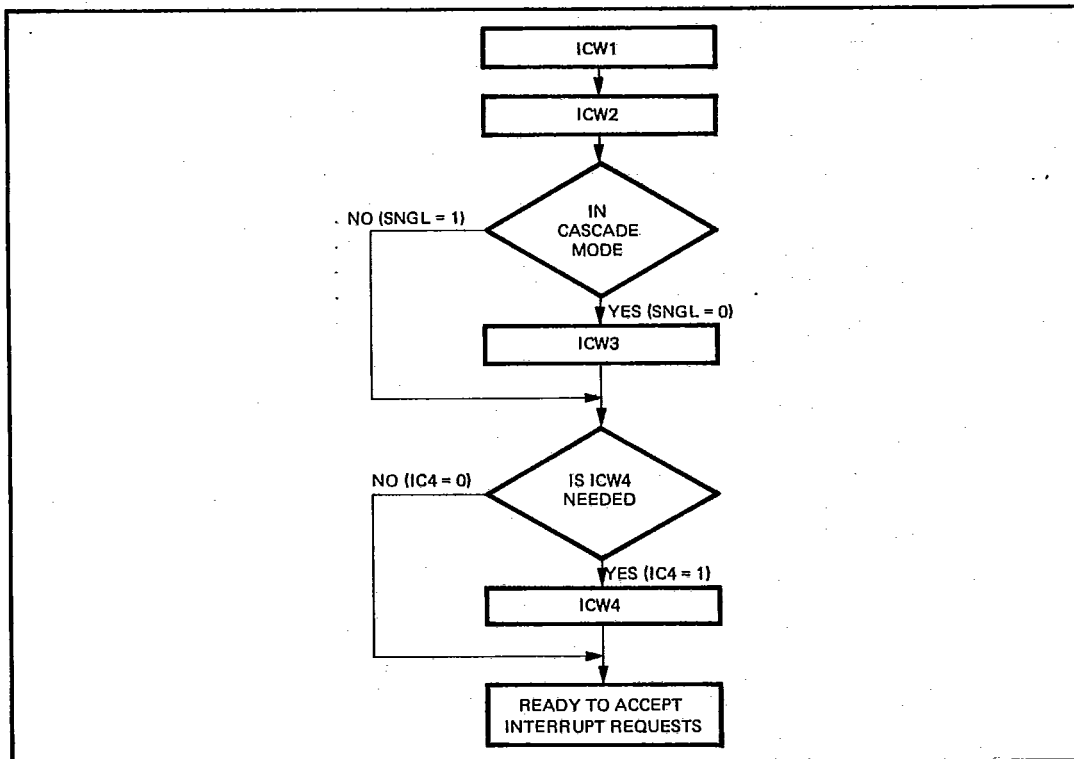 ICW1
ICW2
IN
CASCADE
MODE
NO (SNGL = 1)
YES (SNGL = 0)
ICW3
IS ICW4
NEEDED
NO (IC4 = 0)
YES (IC4 = 1)
ICW4
READY TO ACCEPT
INTERRUPT REQUESTS